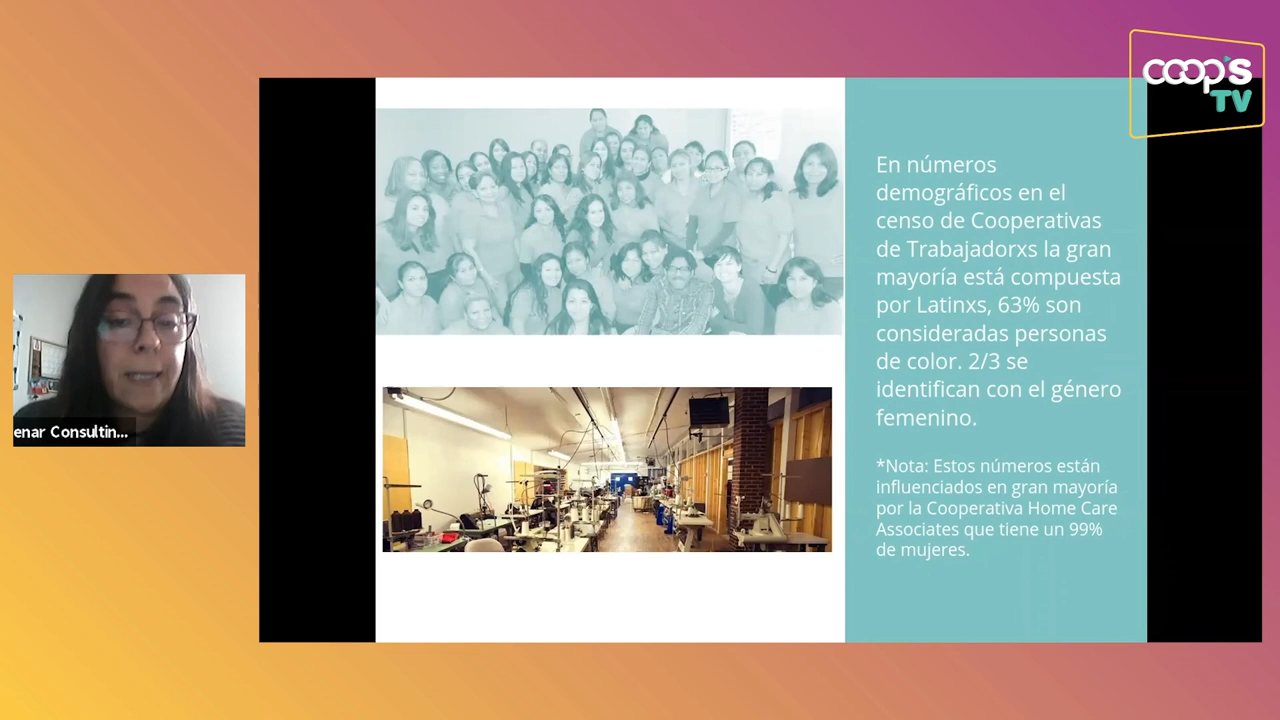 coop's
TV
En números
demográficos en el
censo de Cooperativas
de Trabajadorxs la gran
mayoría está compuesta
por Latinxs, 63% son
consideradas personas
de color. 2/3 se
identifican con el género
femenino.
*Nota: Estos números están
influenciados en gran mayoría
por la Cooperativa Home Care
Associates que tiene un 99%
de mujeres.
enar Consultin...